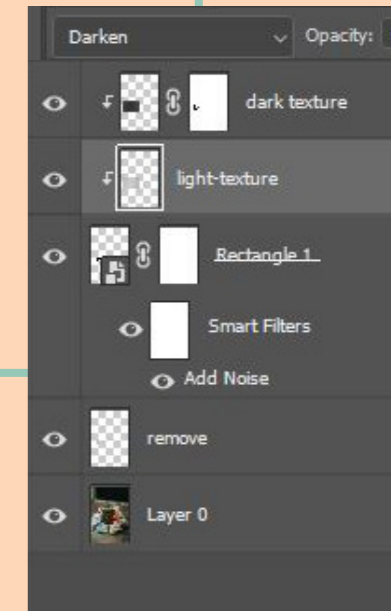 Darken Opacity:
dark texture
light-texture
Rectangle 1
Smart Filters
Add Noise
remove
Layer 0